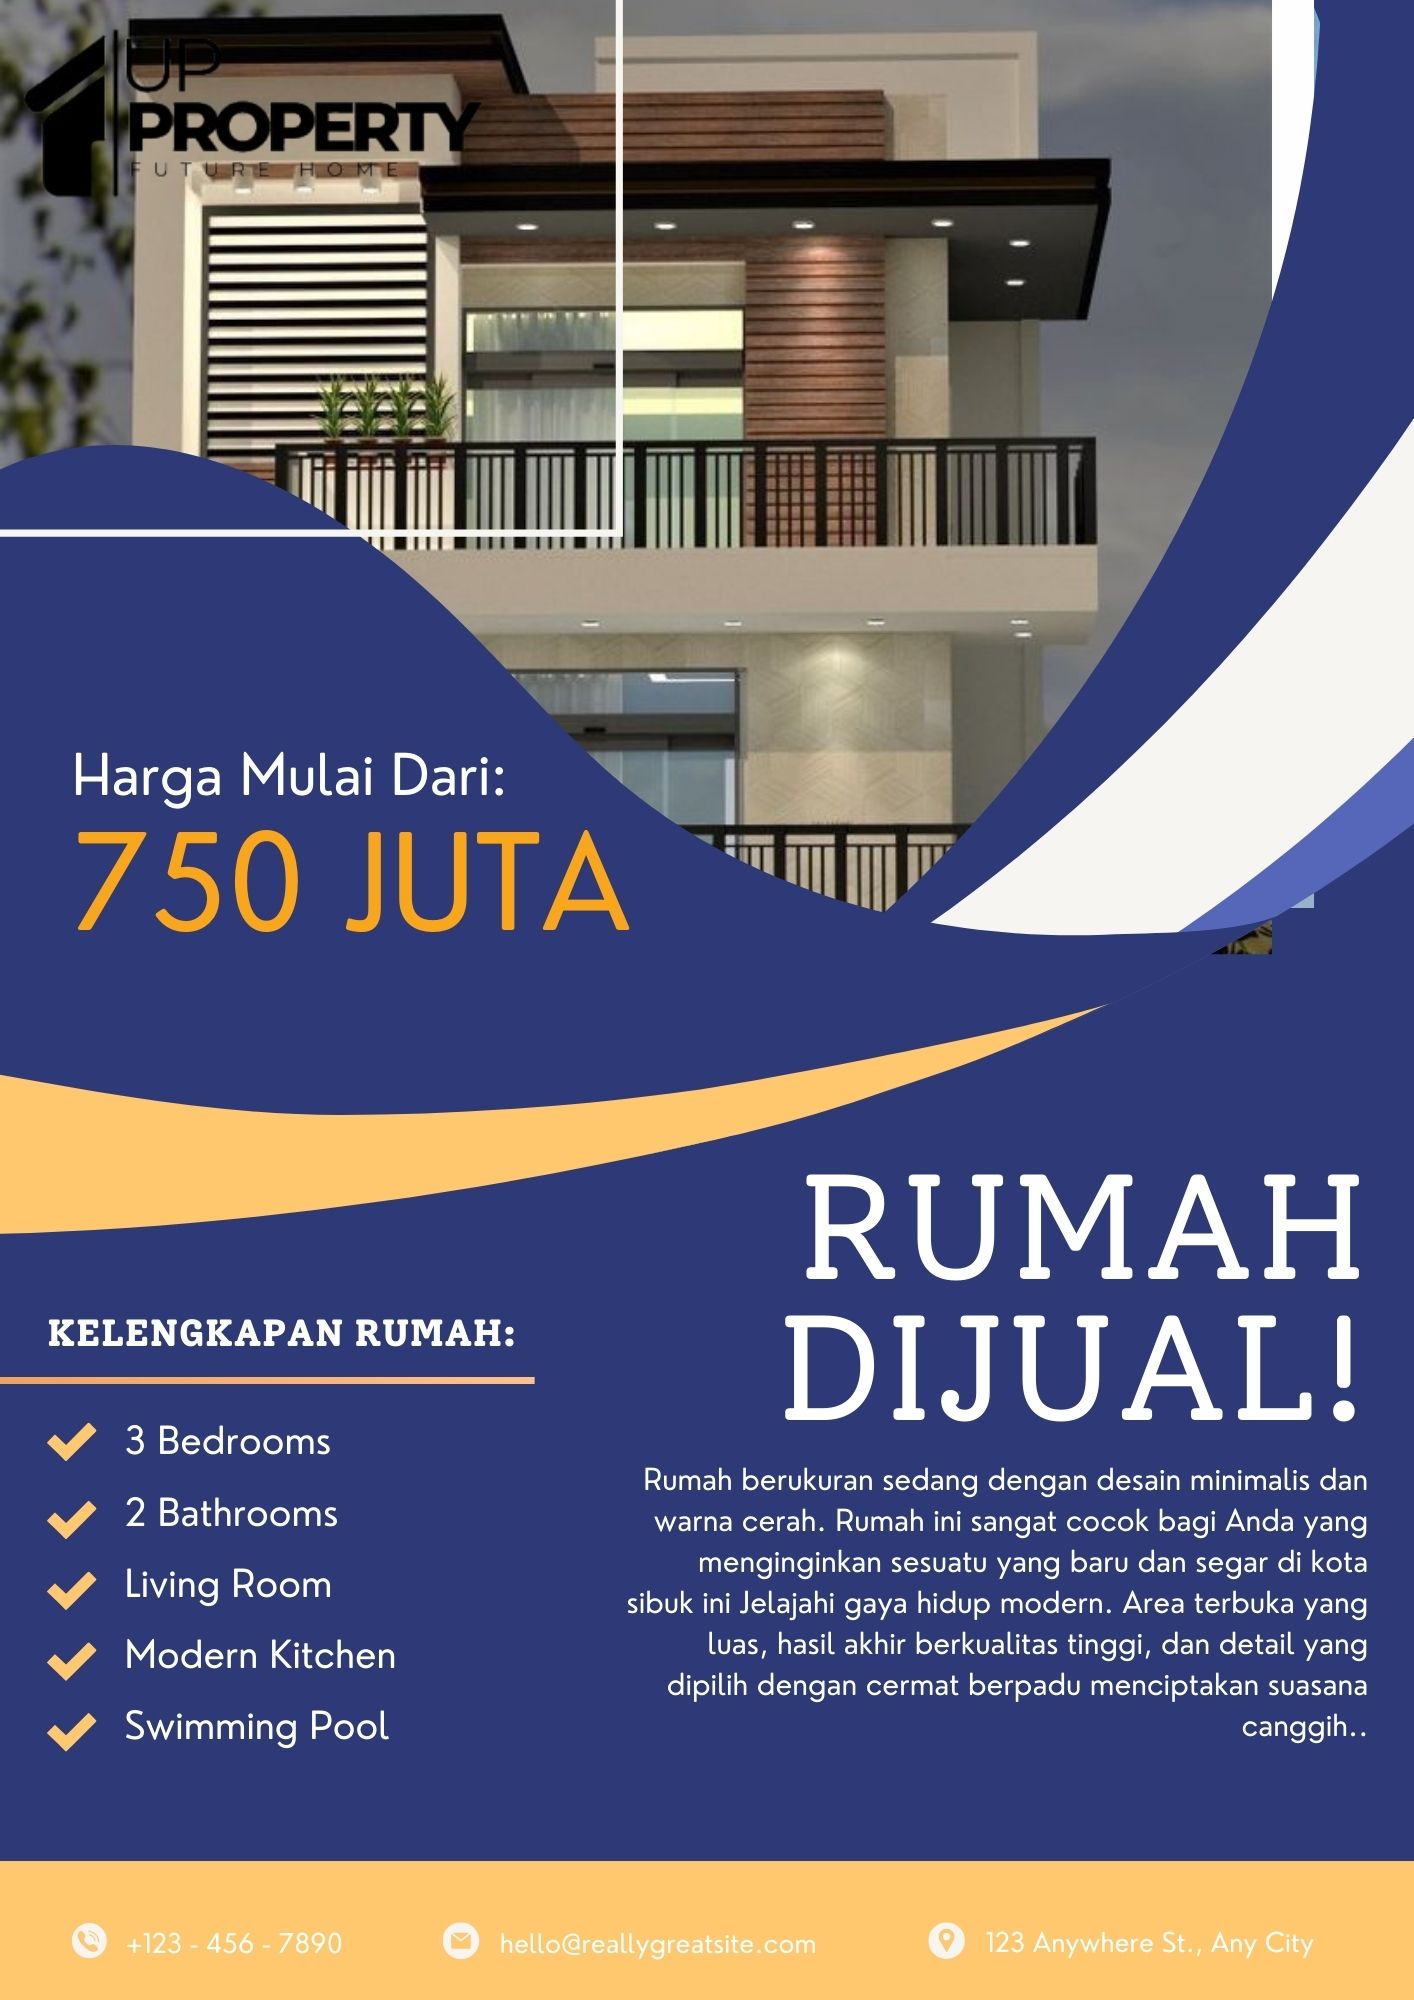 UP
PROPERTY
FUTURE HOME
Harga Mulai Dari:
750 JUTA
RUMAH
DIJUAL!
KELENGKAPAN RUMAH:
3 Bedrooms
2 Bathrooms
Living Room
Modern Kitchen
Swimming Pool
Rumah berukuran sedang dengan desain minimalis dan
warna cerah. Rumah ini sangat cocok bagi Anda yang
menginginkan sesuatu yang baru dan segar di kota
sibuk ini Jelajahi gaya hidup modern. Area terbuka yang
luas, hasil akhir berkualitas tinggi, dan detail yang
dipilih dengan cermat berpadu menciptakan suasana
canggih..
+123 - 456 - 7890
hello@reallygreatsite.com
123 Anywhere St., Any City